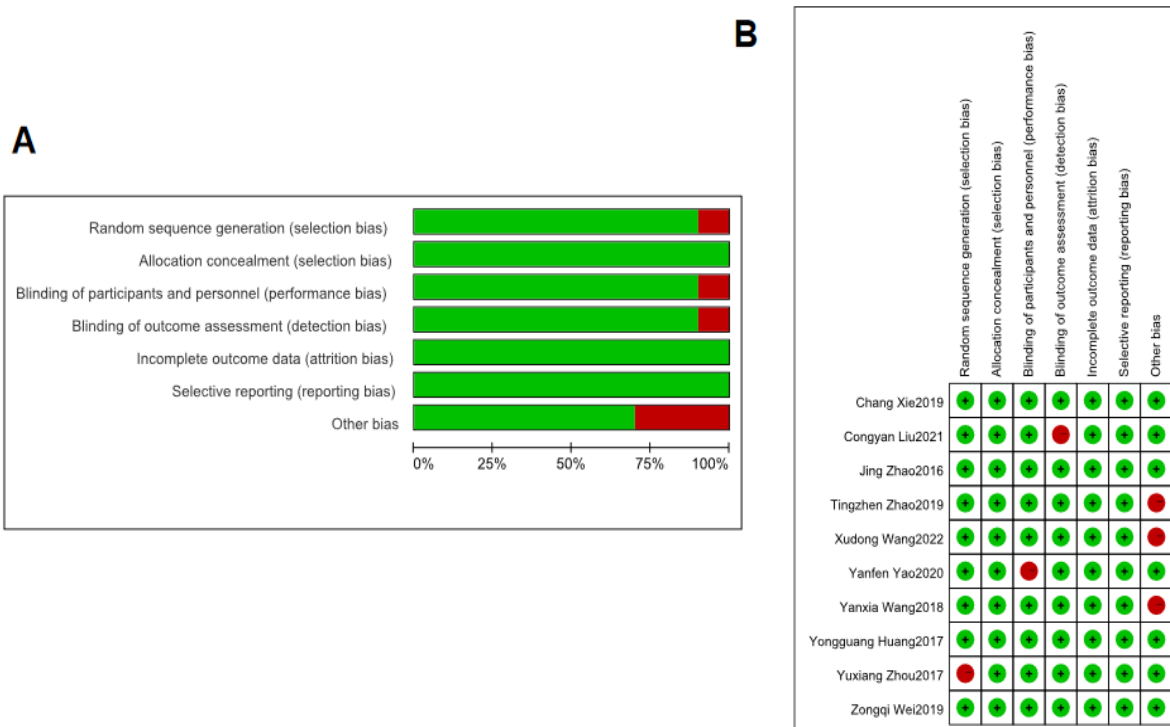 A
Random sequence generation (selection bias)
Allocation concealment (selection bias)
Blinding of participants and personnel (performance bias)
Blinding of outcome assessment (detection bias)
Incomplete outcome data (attrition bias)
Selective reporting (reporting bias)
Other bias
0% 25% 50% 75% 100%
B
Random sequence generation (selection bias)
Allocation concealment (selection bias)
Blinding of participants and personnel (performance bias)
Blinding of outcome assessment (detection bias)
Incomplete outcome data (attrition bias)
Selective reporting (reporting bias)
Other bias
Chang Xie2019 + + + + + + +
Congyan Liu2021 + + + - + + +
Jing Zhao2016 + + + + + + +
Tingzhen Zhao2019 + + + + + + -
Xudong Wang2022 + + + + + + -
Yanfen Yao2020 + + - + + + +
Yanxia Wang2018 + + + + + + -
Yongguang Huang2017 + + + + + + +
Yuxiang Zhou2017 - + + + + + +
Zongqi Wei2019 + + + + + + +